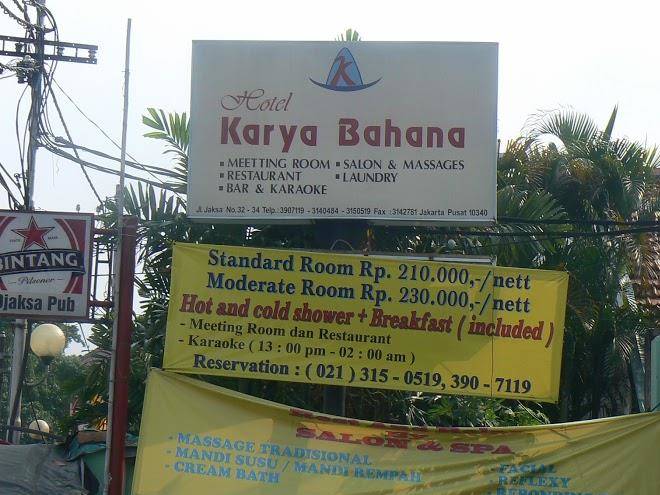 K
Hotel
Karya Bahana
MEETTING ROOM
SALON & MASSAGES
RESTAURANT
LAUNDRY
BAR & KARAOKE
Jl.Jaksa No.32 - 34 Telp.:3907119 - 3140484 - 3150519 Fax :3142781 Jakarta Pusat 10340
BINTANG
Pilsener
Djaksa Pub
Standard Room Rp. 210.000,-/nett
Moderate Room Rp. 230.000,-/nett
Hot and cold shower + Breakfast ( included )
- Meeting Room dan Restaurant
- Karaoke ( 13 : 00 pm - 02 : 00 am )
Reservation : ( 021 ) 315 - 0519, 390 - 7119
SALON & SPA
- MASSAGE TRADISIONAL
- MANDI SUSU / MANDI REMPAH
- CREAM BATH
- FACIAL
- REFLEXY